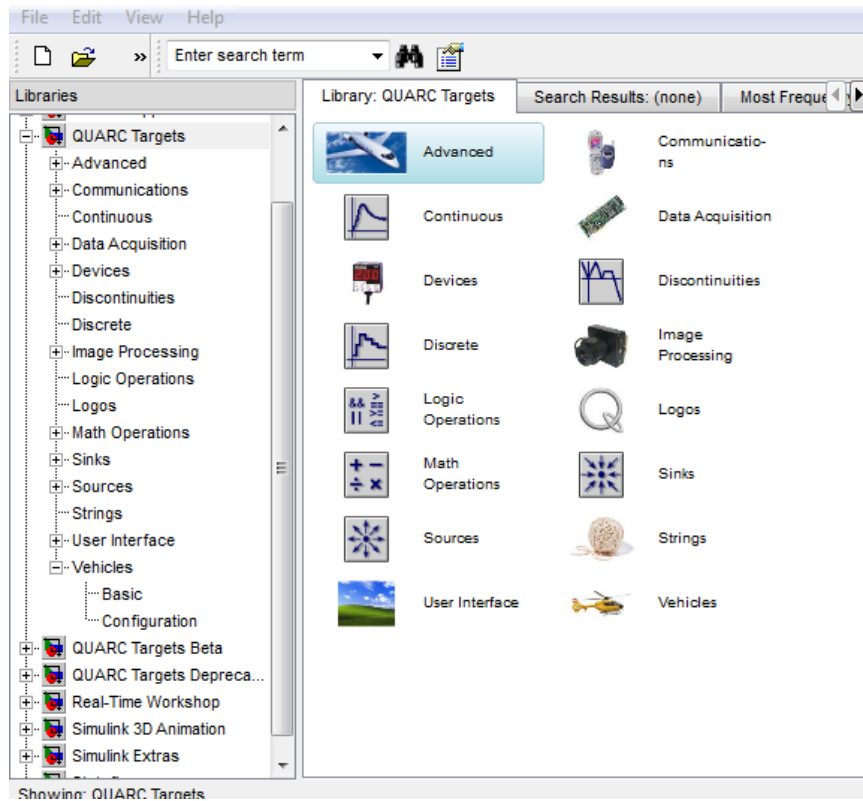 File Edit View Help
» Enter search term
Libraries
QUARC Targets
Advanced
Communications
Continuous
Data Acquisition
Devices
Discontinuities
Discrete
Image Processing
Logic Operations
Logos
Math Operations
Sinks
Sources
Strings
User Interface
Vehicles
Basic
Configuration
QUARC Targets Beta
QUARC Targets Depreca...
Real-Time Workshop
Simulink 3D Animation
Simulink Extras
Library: QUARC Targets Search Results: (none) Most Freque
Advanced Communicatio-
ns
Continuous Data Acquisition
Devices Discontinuities
Discrete Image
Processing
Logic
Operations Logos
Math
Operations Sinks
Sources Strings
User Interface Vehicles
Showing: QUARC Targets